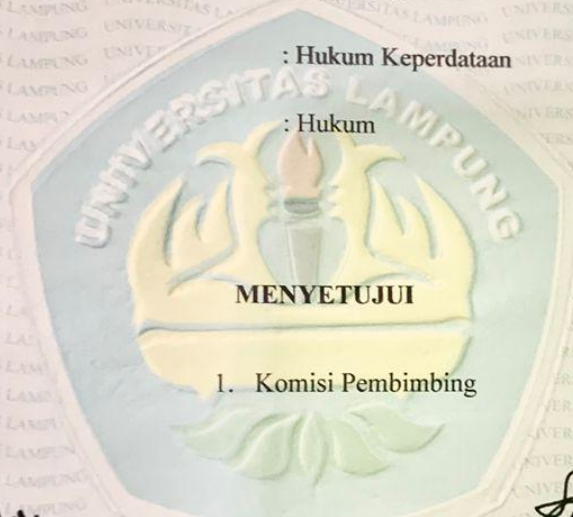 : Hukum Keperdataan
: Hukum
UNIVERSITAS LAMPUNG
MENYETUJUI
1. Komisi Pembimbing